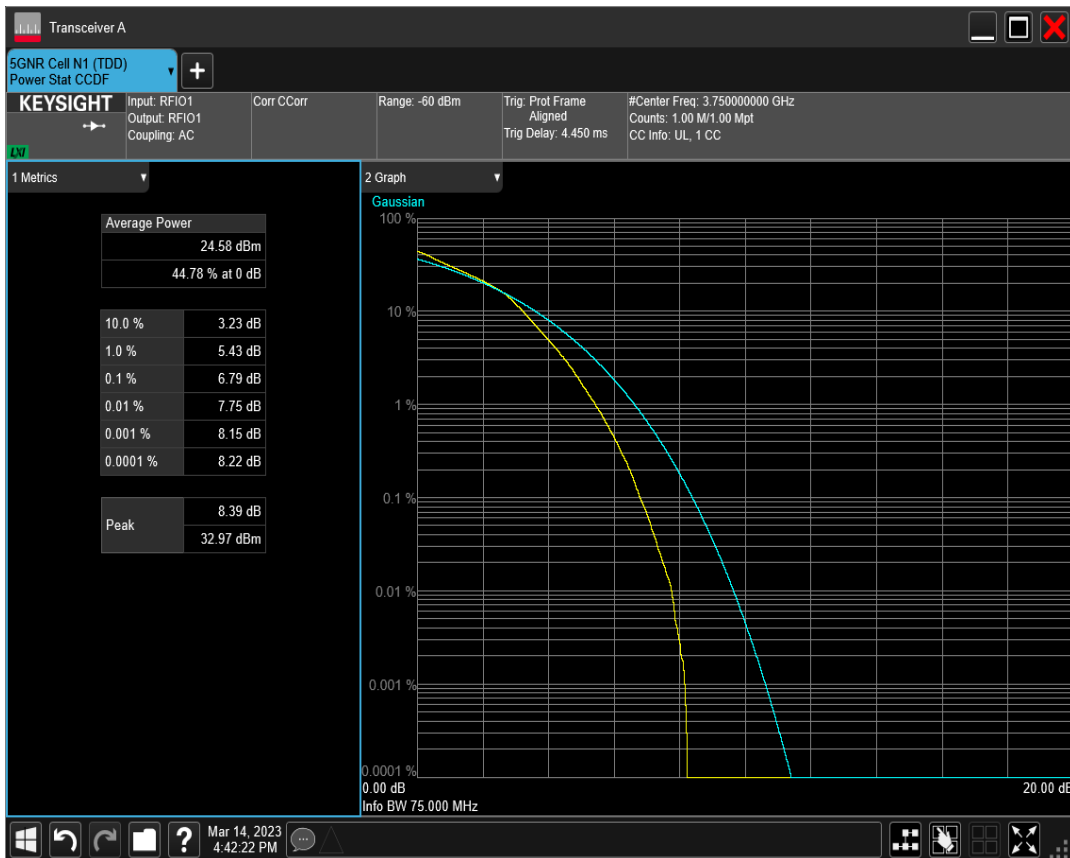 Transceiver A
5GNR Cell N1 (TDD)
Power Stat CCDF
KEYSIGHT
LXI
Input: RFIO1
Output: RFIO1
Coupling: AC
Corr CCorr
Range: -60 dBm
Trig: Prot Frame
Aligned
Trig Delay: 4.450 ms
#Center Freq: 3.750000000 GHz
Counts: 1.00 M/1.00 Mpt
CC Info: UL, 1 CC
1 Metrics
Average Power
24.58 dBm
44.78 % at 0 dB
10.0 % 3.23 dB
1.0 % 5.43 dB
0.1 % 6.79 dB
0.01 % 7.75 dB
0.001 % 8.15 dB
0.0001 % 8.22 dB
Peak
8.39 dB
32.97 dBm
2 Graph
Gaussian
100 %
10 %
1 %
0.1 %
0.01 %
0.001 %
0.0001 %
0.00 dB
20.00 dB
Info BW 75.000 MHz
Mar 14, 2023
4:42:22 PM